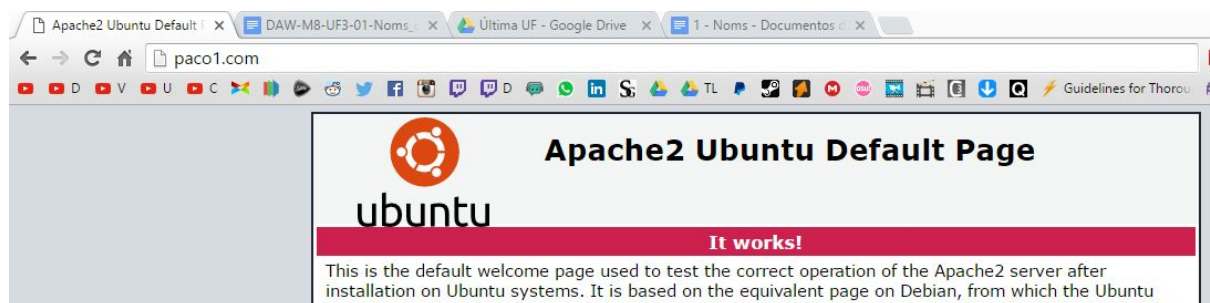 Apache2 Ubuntu Default
DAW-M8-UF3-01-Noms_
Última UF - Google Drive
1 - Noms - Documentos d
paco1.com
D V U C D TL Guidelines for Thorou
Apache2 Ubuntu Default Page
ubuntu
It works!
This is the default welcome page used to test the correct operation of the Apache2 server after
installation on Ubuntu systems. It is based on the equivalent page on Debian, from which the Ubuntu